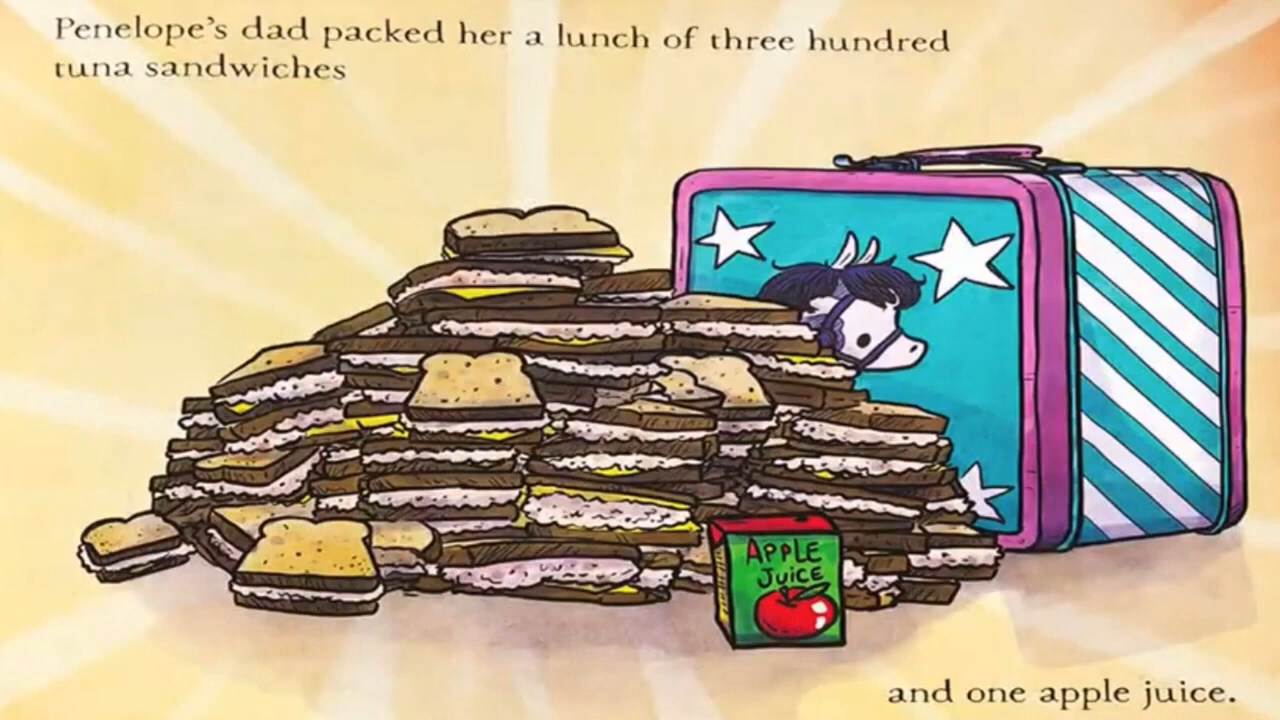 Penelope's dad packed her a lunch of three hundred
tuna sandwiches
APPLE
JUICE
and one apple juice.